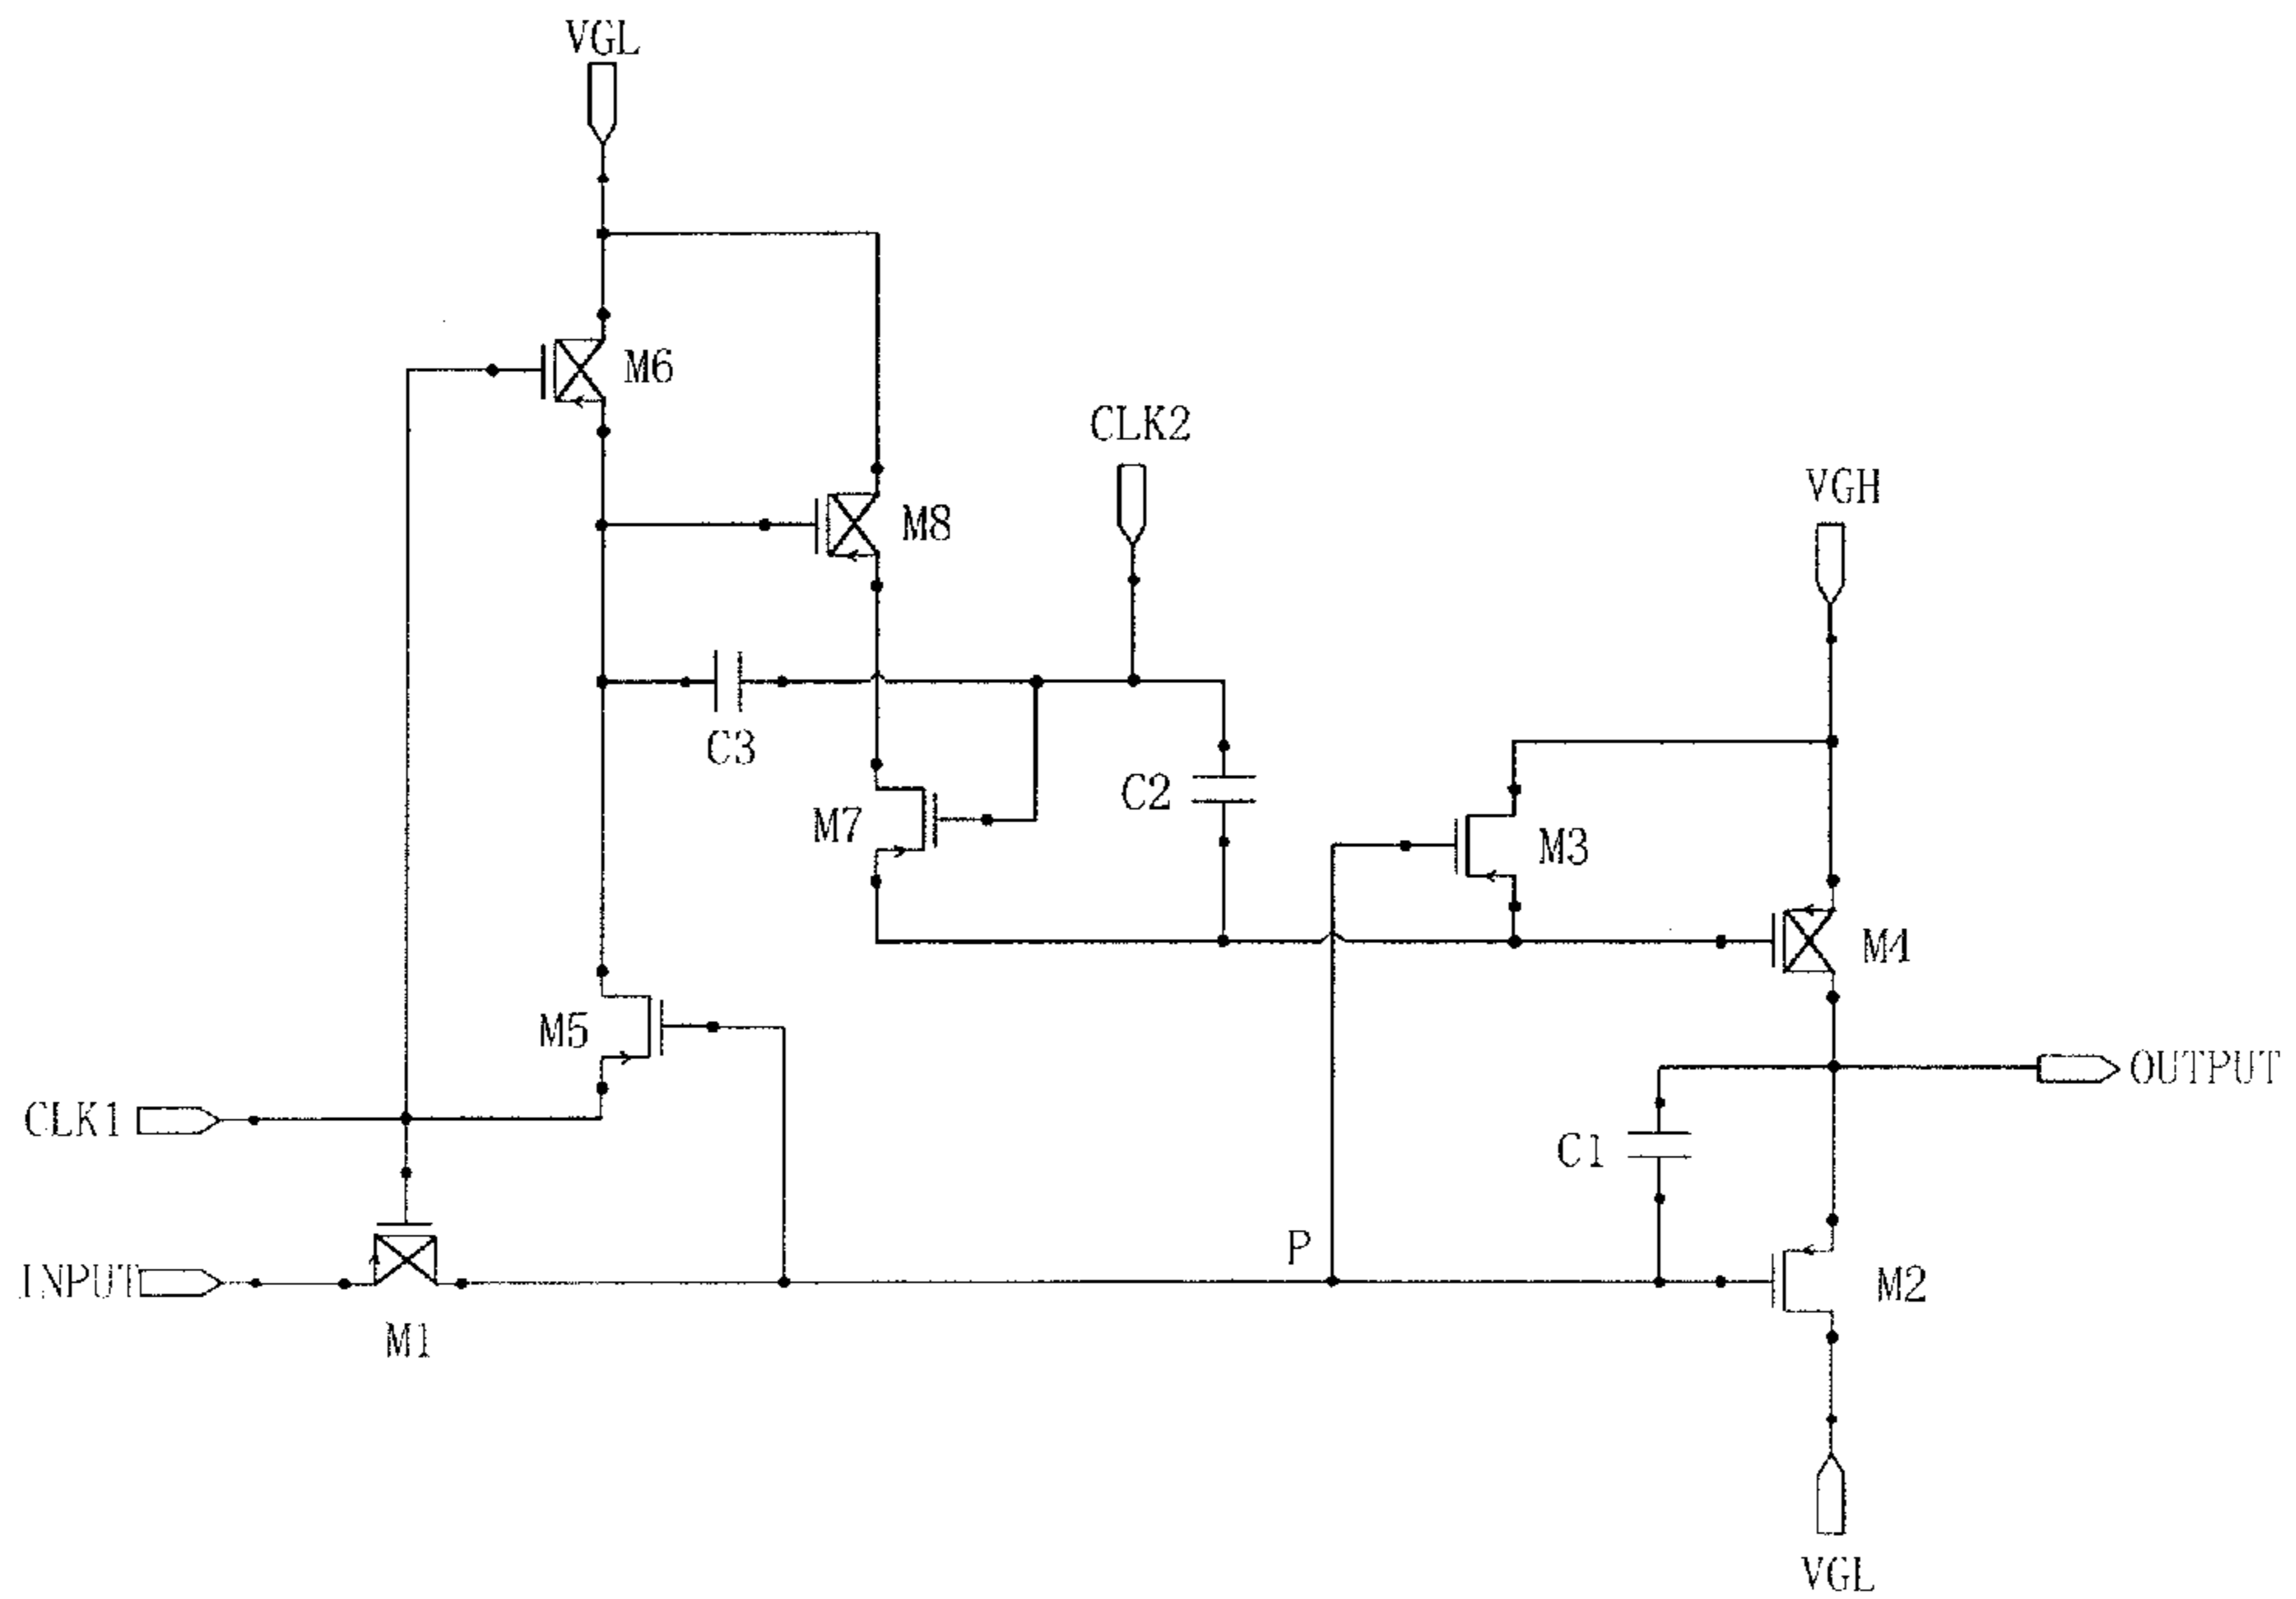 VGL
M6
CLK2
VGH
M8
C3
C2
M7
M3
M4
M5
OUTPUT
CLK1
C1
P
INPUT
M2
M1
VGL